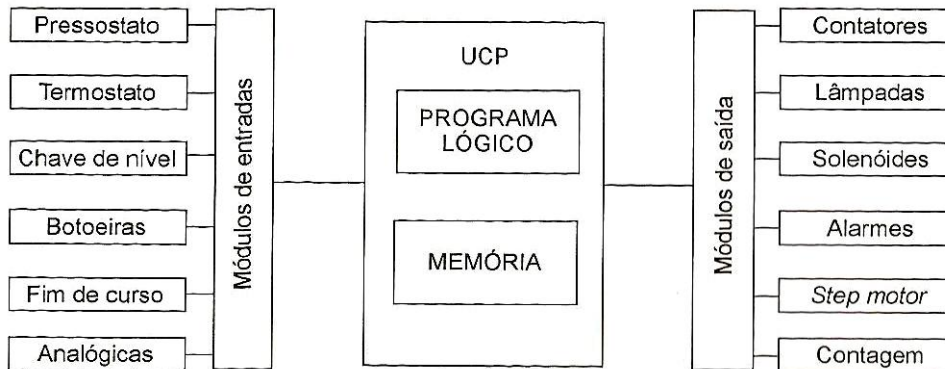 Pressostato
Termostato
Chave de nível
Botoeiras
Fim de curso
Analógicas
Módulos de entradas
UCP
PROGRAMA
LÓGICO
MEMÓRIA
Módulos de saída
Contatores
Lâmpadas
Solenóides
Alarmes
Step motor
Contagem